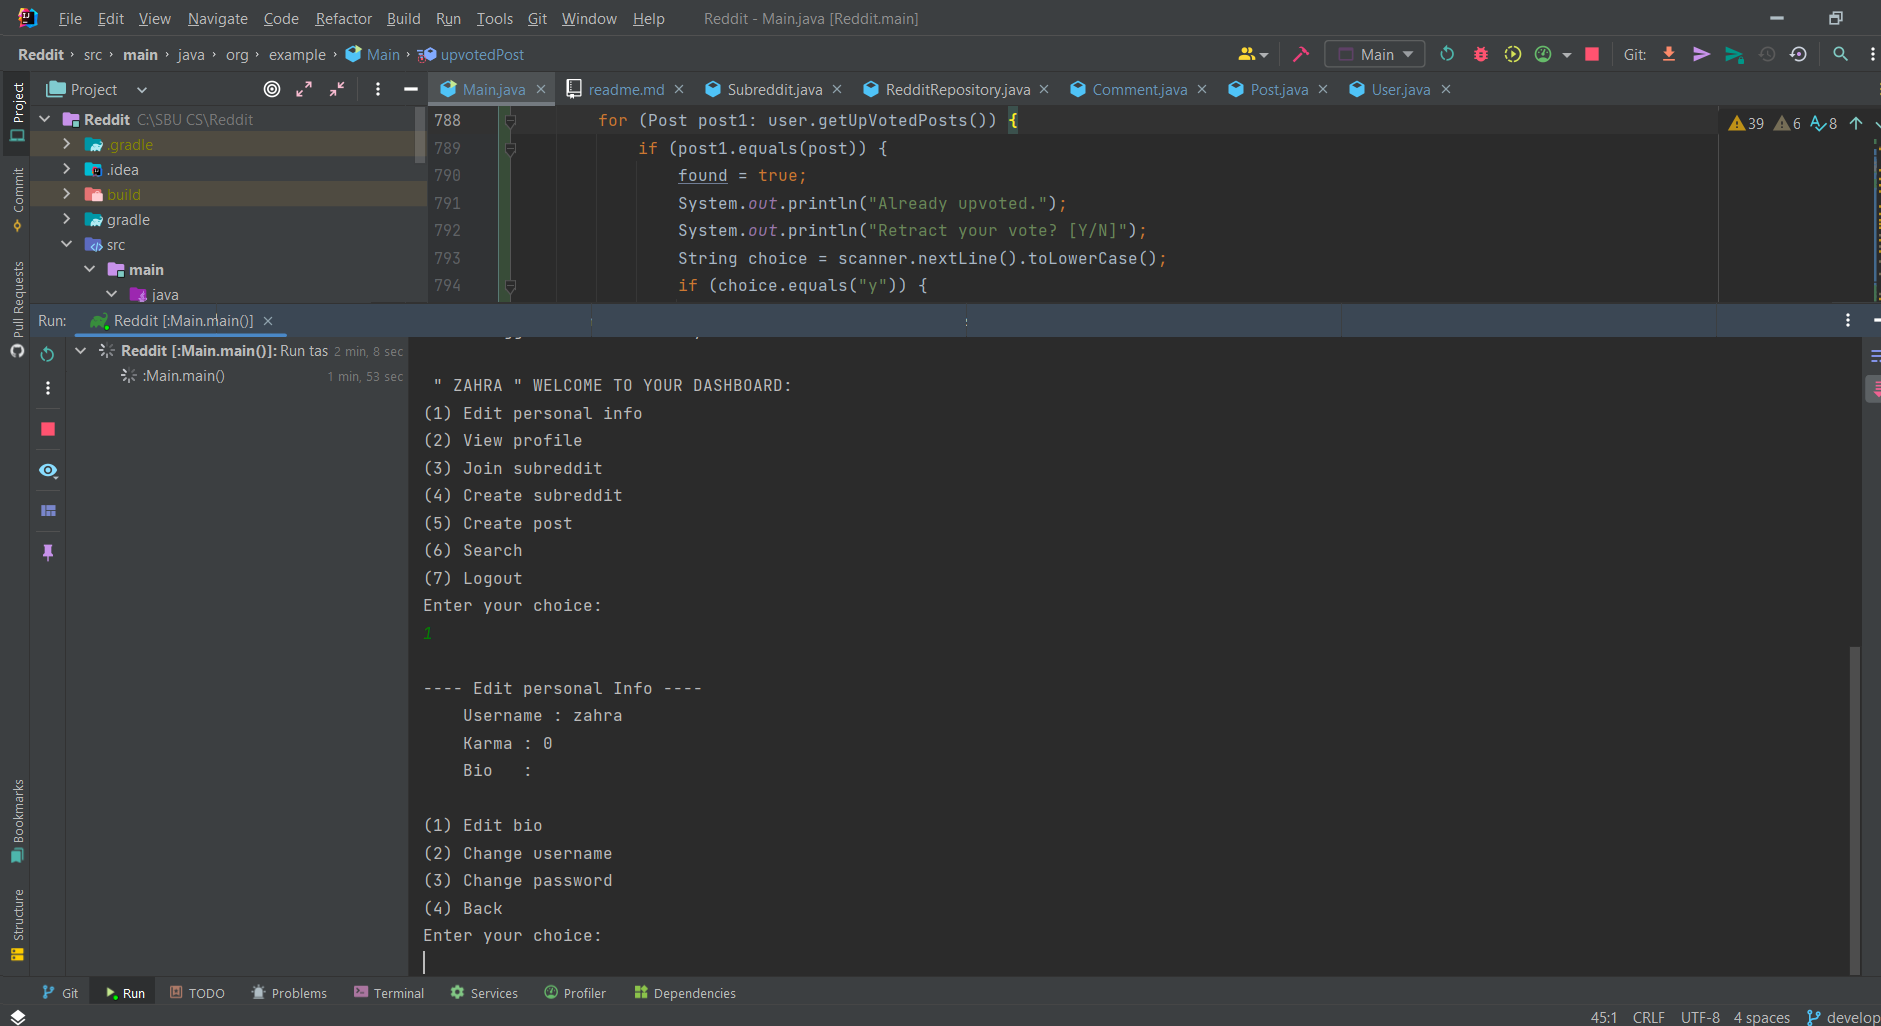 File Edit View Navigate Code Refactor Build Run Tools Git Window Help Reddit - Main.java [Reddit.main]
Reddit › src › main › java › org › example › Main › upvotedPost
Main
Git:
Project
Main.java
readme.md
Subreddit.java
RedditRepository.java
Comment.java
Post.java
User.java
Project
Commit
Pull Requests
Bookmarks
Structure
Reddit C:\SBU CS\Reddit
.gradle
.idea
build
gradle
src
main
java
39 6 8
788 for (Post post1: user.getUpVotedPosts()) {
789 if (post1.equals(post)) {
790 found = true;
791 System.out.println("Already upvoted.");
792 System.out.println("Retract your vote? [Y/N]");
793 String choice = scanner.nextLine().toLowerCase();
794 if (choice.equals("y")) {
Run: Reddit [:Main.main()]
Reddit [:Main.main()]: Run tas 2 min, 8 sec
:Main.main() 1 min, 53 sec
" ZAHRA " WELCOME TO YOUR DASHBOARD:
(1) Edit personal info
(2) View profile
(3) Join subreddit
(4) Create subreddit
(5) Create post
(6) Search
(7) Logout
Enter your choice:
1
---- Edit personal Info ----
Username : zahra
Karma : 0
Bio :
(1) Edit bio
(2) Change username
(3) Change password
(4) Back
Enter your choice:
Git Run TODO Problems Terminal Services Profiler Dependencies
45:1 CRLF UTF-8 4 spaces develop